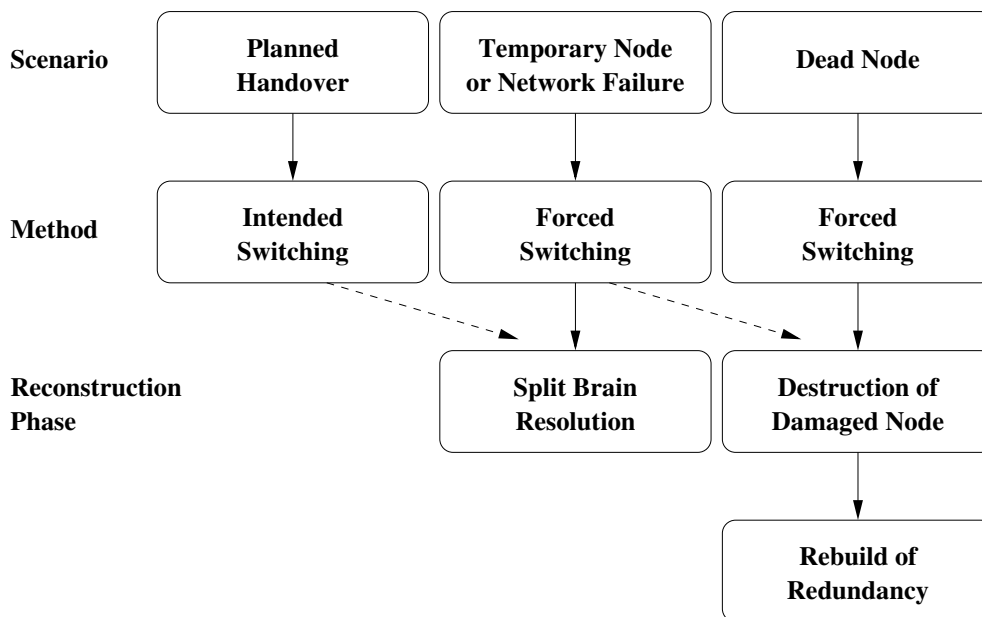 Scenario
Planned
Handover
Temporary Node
or Network Failure
Dead Node
Method
Intended
Switching
Forced
Switching
Forced
Switching
Reconstruction
Phase
Split Brain
Resolution
Destruction of
Damaged Node
Rebuild of
Redundancy